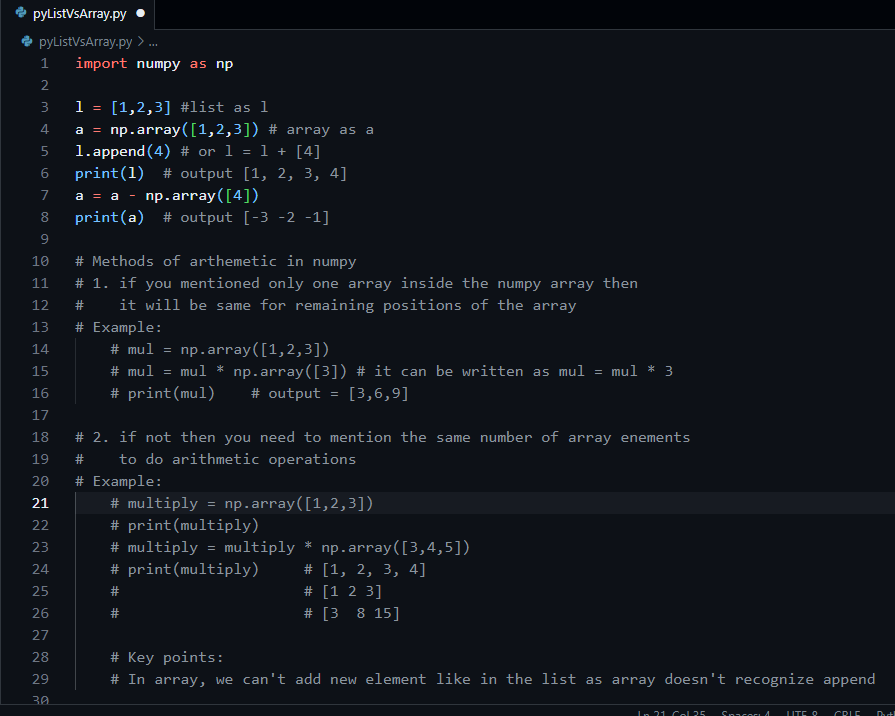 pyListVsArray.py
pyListVsArray.py > ...
1 import numpy as np
2
3 l = [1,2,3] #list as l
4 a = np.array([1,2,3]) # array as a
5 l.append(4) # or l = l + [4]
6 print(l)  # output [1, 2, 3, 4]
7 a = a - np.array([4])
8 print(a)  # output [-3 -2 -1]
9
10 # Methods of arthemetic in numpy
11 # 1. if you mentioned only one array inside the numpy array then
12 #    it will be same for remaining positions of the array
13 # Example:
14     # mul = np.array([1,2,3])
15     # mul = mul * np.array([3]) # it can be written as mul = mul * 3
16     # print(mul)    # output = [3,6,9]
17
18 # 2. if not then you need to mention the same number of array enements
19 #    to do arithmetic operations
20 # Example:
21     # multiply = np.array([1,2,3])
22     # print(multiply)
23     # multiply = multiply * np.array([3,4,5])
24     # print(multiply)     # [1, 2, 3, 4]
25     #                     # [1 2 3]
26     #                     # [3  8 15]
27
28     # Key points:
29     # In array, we can't add new element like in the list as array doesn't recognize append
30
Ln 21, Col 35 Spaces: 4 UTF-8 CRLF